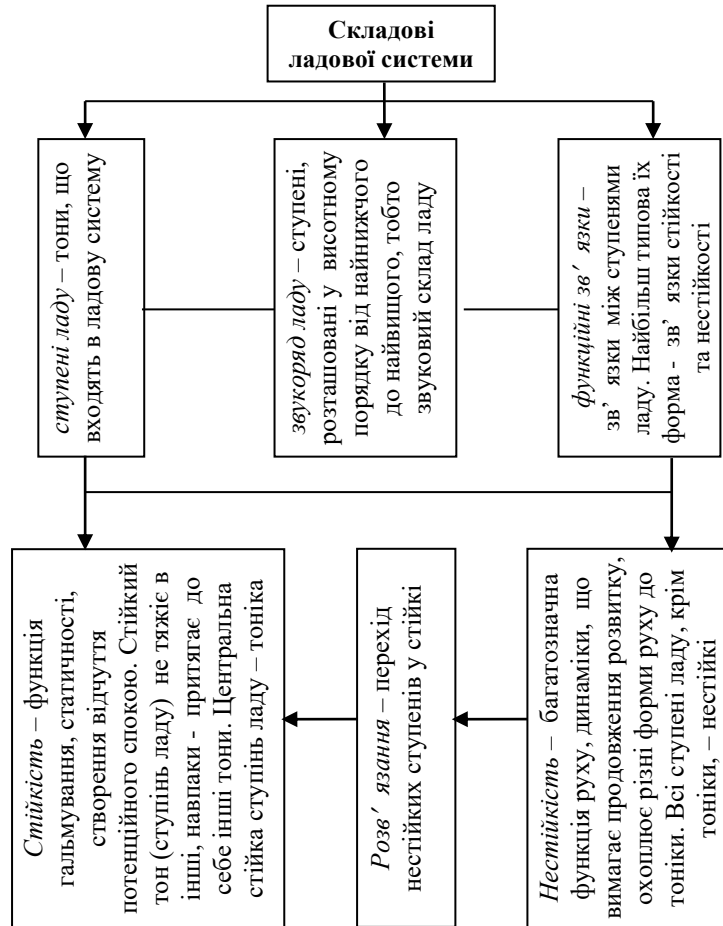 Складові
ладової системи
ступені ладу – тони, що
входять в ладову систему
звукоряд ладу – ступені,
розташовані у висотному
порядку від найнижчого
до найвищого, тобто
звуковий склад ладу
функційні зв’ язки –
зв’ язки між ступенями
ладу. Найбільш типова їх
форма - зв’ язки стійкості
та нестійкості
Стійкість – функція
гальмування, статичності,
створення відчуття
потенційного спокою. Стійкий
тон (ступінь ладу) не тяжіє в
інші, навпаки - притягає до
себе інші тони. Центральна
стійка ступінь ладу – тоніка
Розв’ язання – перехід
нестійких ступенів у стійкі
Нестійкість – багатозначна
функція руху, динаміки, що
вимагає продовження розвитку,
охоплює різні форми руху до
тоніки. Всі ступені ладу, крім
тоніки, – нестійкі